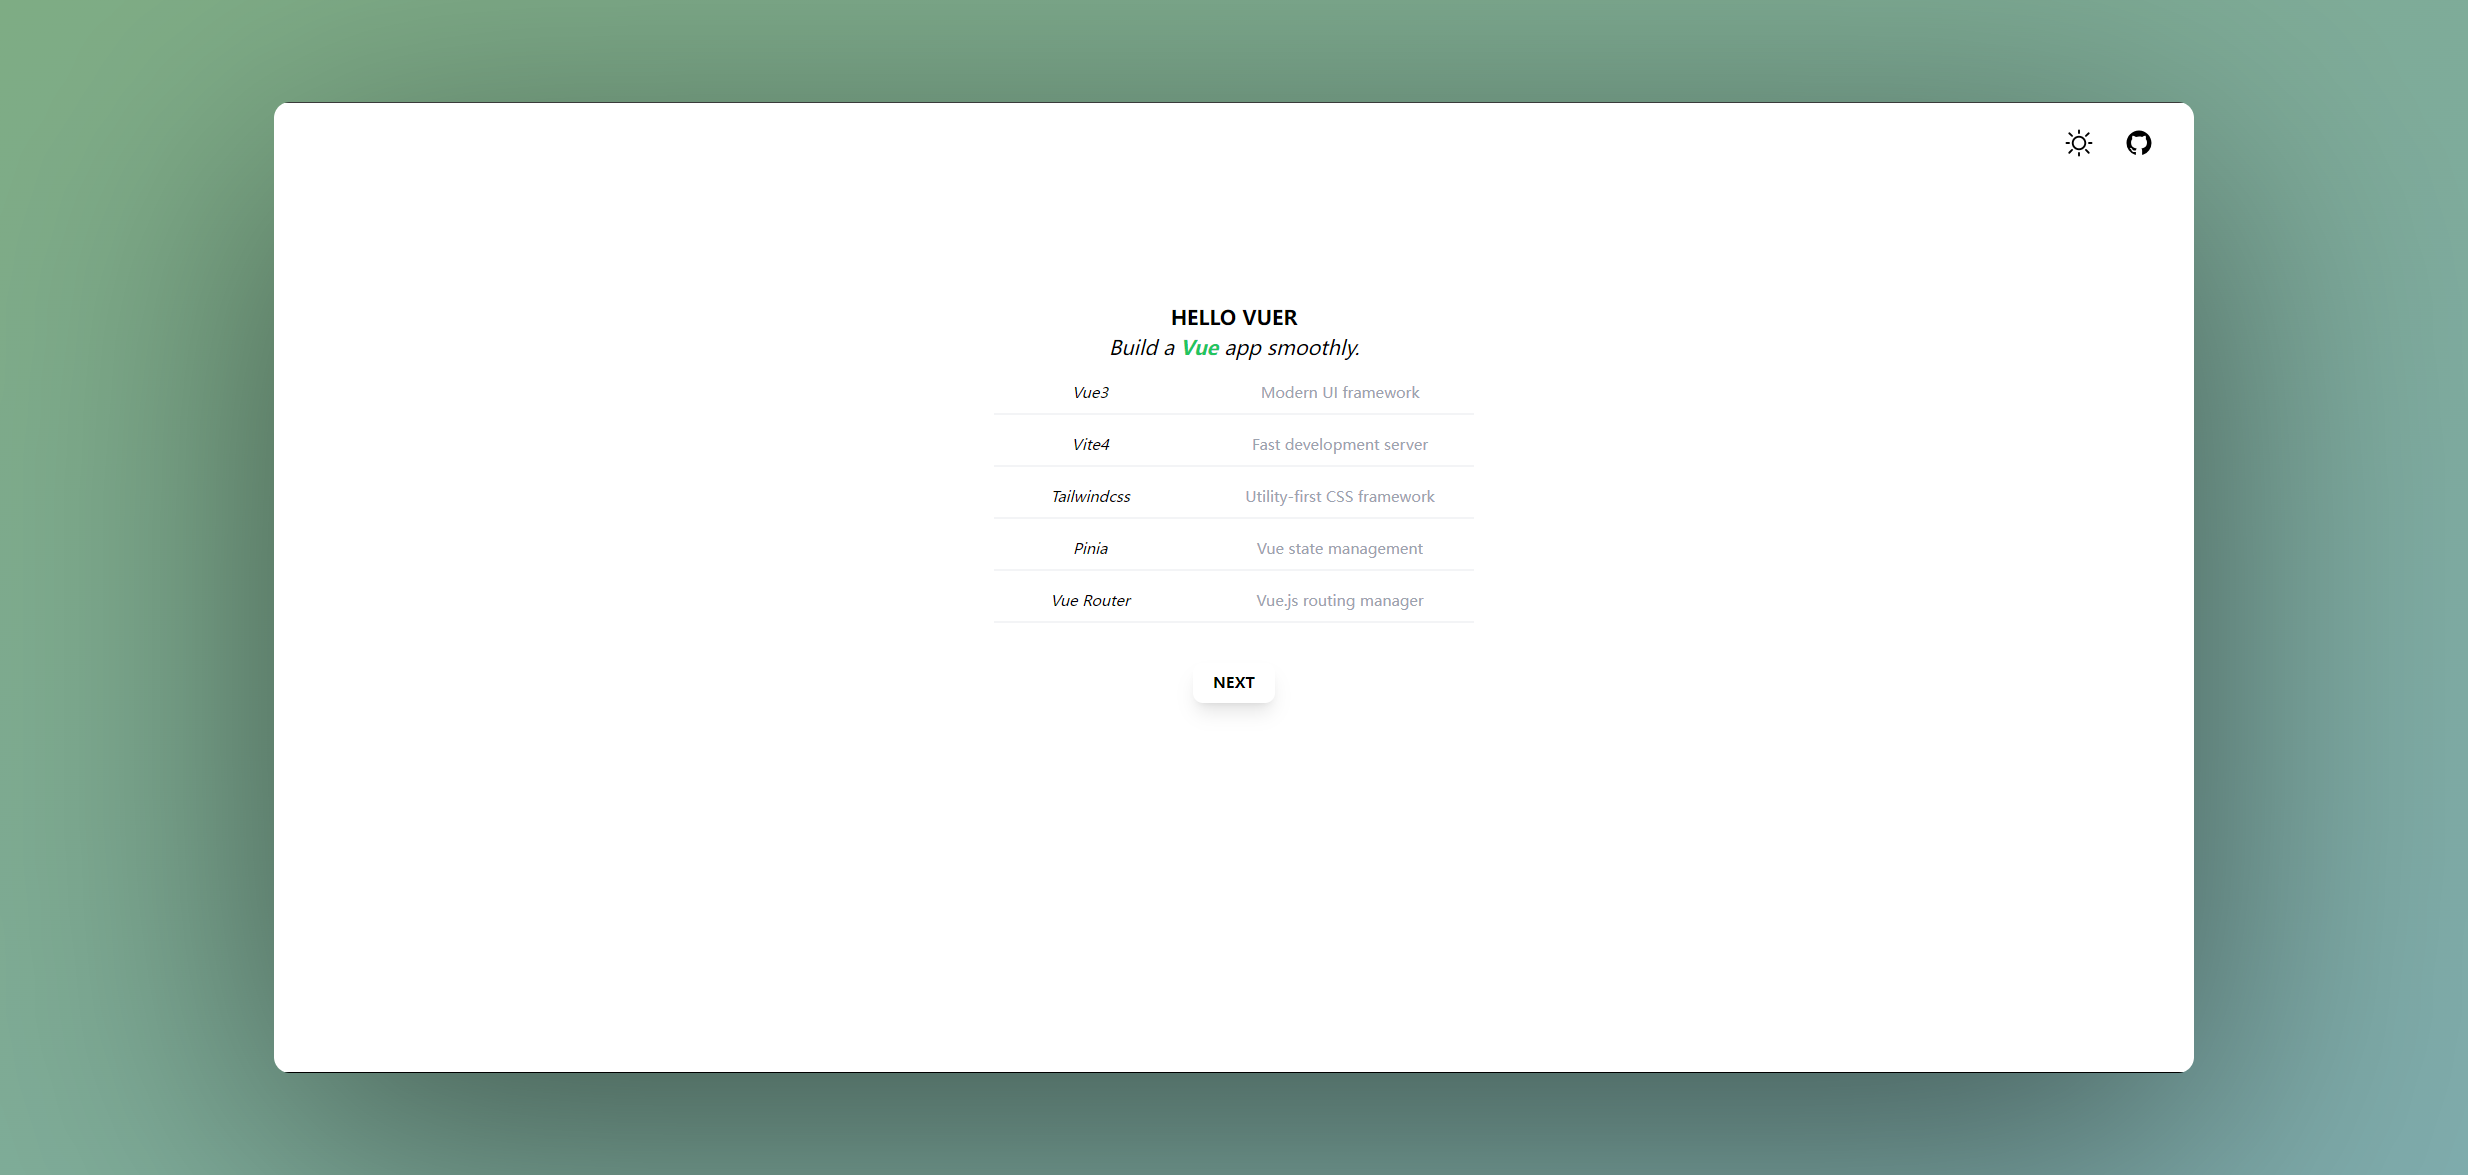 HELLO VUER
Build a Vue app smoothly.
Vue3 Modern UI framework
Vite4 Fast development server
Tailwindcss Utility-first CSS framework
Pinia Vue state management
Vue Router Vue.js routing manager
NEXT